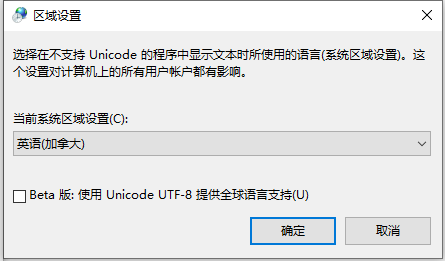 区域设置
选择在不支持 Unicode 的程序中显示文本时所使用的语言(系统区域设置)。这
个设置对计算机上的所有用户帐户都有影响。
当前系统区域设置(C):
英语(加拿大)
Beta 版: 使用 Unicode UTF-8 提供全球语言支持(U)
确定 取消